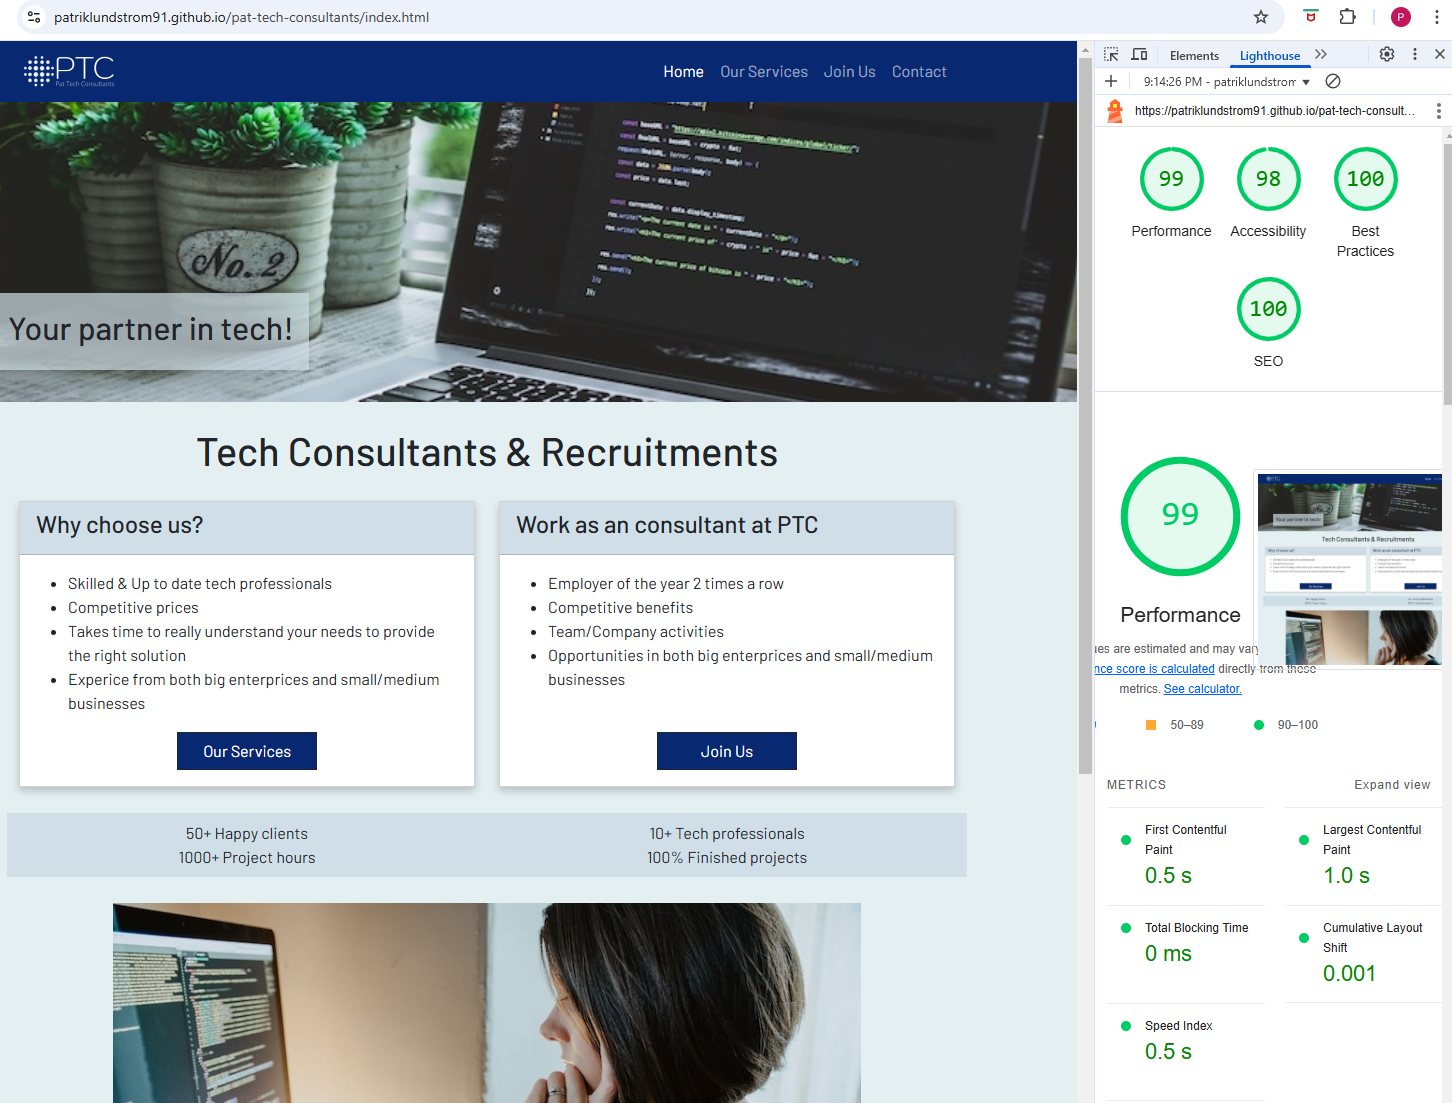 patriklundstrom91.github.io/pat-tech-consultants/index.html
P
PTC
Pat Tech Consultants
Home Our Services Join Us Contact
No. 2
Your partner in tech!
Tech Consultants & Recruitments
Why choose us?
Skilled & Up to date tech professionals
Competitive prices
Takes time to really understand your needs to provide
the right solution
Experice from both big enterprices and small/medium
businesses
Our Services
Work as an consultant at PTC
Employer of the year 2 times a row
Competitive benefits
Team/Company activities
Opportunities in both big enterprices and small/medium
businesses
Join Us
50+ Happy clients
1000+ Project hours
10+ Tech professionals
100% Finished projects
Elements Lighthouse
9:14:26 PM - patriklundstrom
https://patriklundstrom91.github.io/pat-tech-consult...
99
Performance
98
Accessibility
100
Best
Practices
100
SEO
99
Performance
ues are estimated and may vary
nce score is calculated directly from these
metrics. See calculator.
50–89
90–100
METRICS
Expand view
First Contentful
Paint
0.5 s
Largest Contentful
Paint
1.0 s
Total Blocking Time
0 ms
Cumulative Layout
Shift
0.001
Speed Index
0.5 s